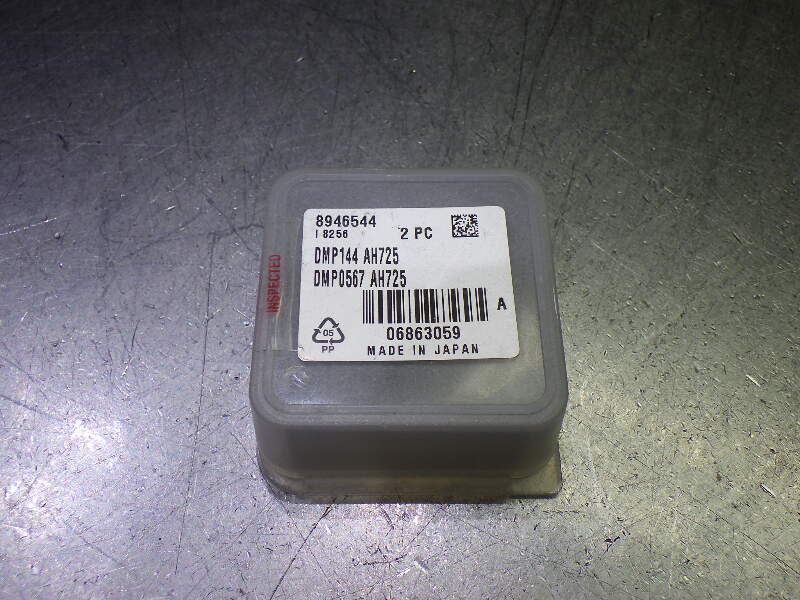 8946544
I 8256
2 PC
DMP144 AH725
DMP0567 AH725
INSPECTED
A
06863059
05
PP
MADE IN JAPAN